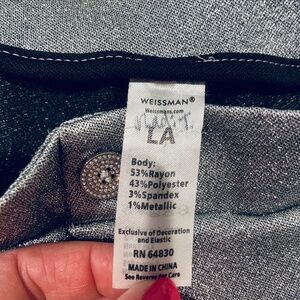 WEISSMAN®
Weissmans.com
LA
Body:
53%Rayon
43%Polyester
3%Spandex
1%Metallic
Exclusive of Decoration
and Elastic
RN 64830
MADE IN CHINA
See Reverse For Care